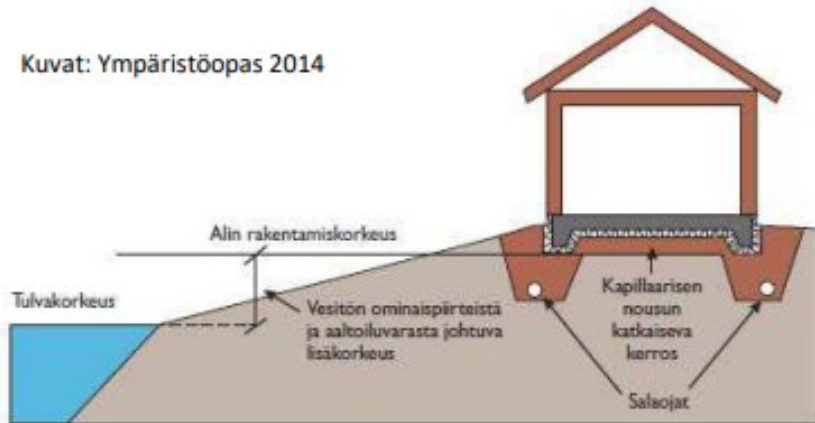 Kuvat: Ympäristöopas 2014
Alin rakentamiskorkeus
Tulvakorkeus
Vesitön ominaispiirteistä
ja aaltoiluvarasta johtuva
lisäkorkeus
Kapillaarisen
nousun
katkaiseva
kerros
Salaojat